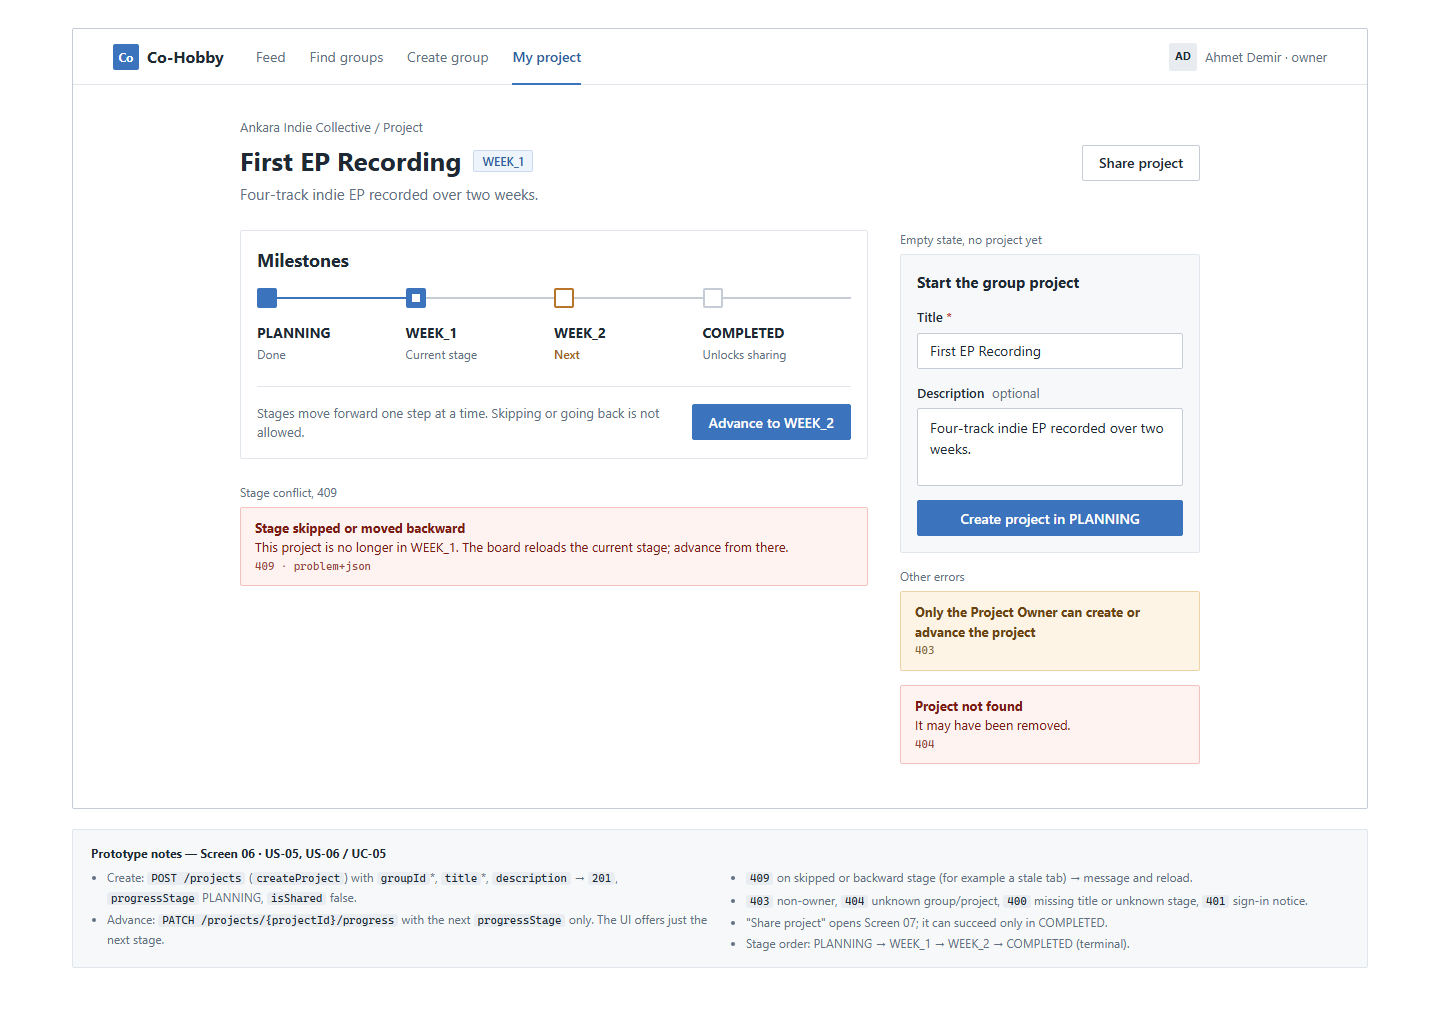 Co Co-Hobby Feed Find groups Create group My project AD Ahmet Demir · owner
Ankara Indie Collective / Project
First EP Recording WEEK_1
Share project
Four-track indie EP recorded over two weeks.
Milestones
PLANNING WEEK_1 WEEK_2 COMPLETED
Done Current stage Next Unlocks sharing
Stages move forward one step at a time. Skipping or going back is not
allowed.
Advance to WEEK_2
Stage conflict, 409
Stage skipped or moved backward
This project is no longer in WEEK_1. The board reloads the current stage; advance from there.
409 · problem+json
Empty state, no project yet
Start the group project
Title *
First EP Recording
Description optional
Four-track indie EP recorded over two
weeks.
Create project in PLANNING
Other errors
Only the Project Owner can create or
advance the project
403
Project not found
It may have been removed.
404
Prototype notes — Screen 06 · US-05, US-06 / UC-05
• Create: POST /projects ( createProject ) with groupId *, title *, description → 201 ,
progressStage PLANNING, isShared false.
• Advance: PATCH /projects/{projectId}/progress with the next progressStage only. The UI offers just the
next stage.
• 409 on skipped or backward stage (for example a stale tab) → message and reload.
• 403 non-owner, 404 unknown group/project, 400 missing title or unknown stage, 401 sign-in notice.
• "Share project" opens Screen 07; it can succeed only in COMPLETED.
• Stage order: PLANNING → WEEK_1 → WEEK_2 → COMPLETED (terminal).